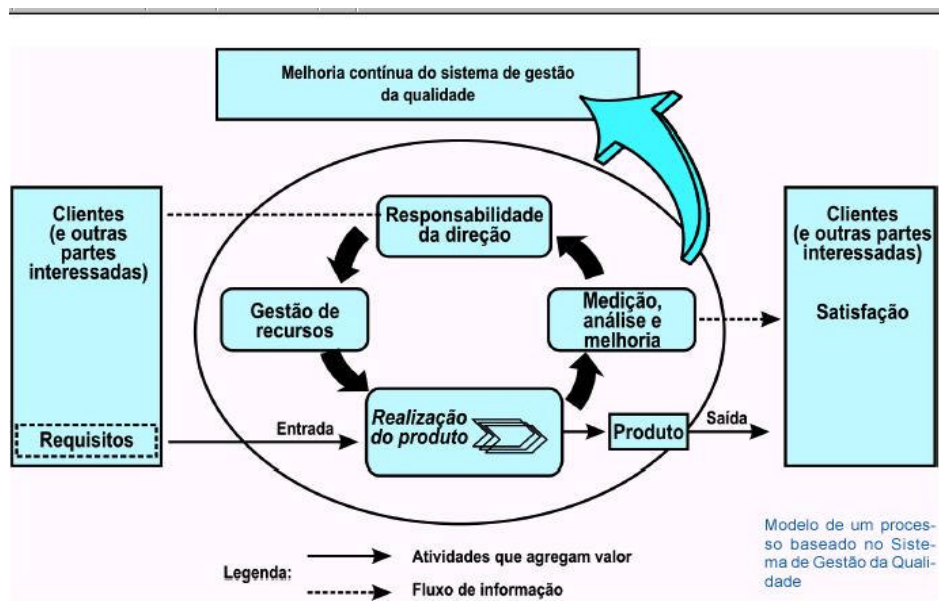 Melhoria contínua do sistema de gestão
da qualidade
Clientes
(e outras
partes
interessadas)
Responsabilidade
da direção
Clientes
(e outras partes
interessadas)
Gestão de
recursos
Medição,
análise e
melhoria
Satisfação
Requisitos
Entrada
Realização
do produto
Produto
Saída
Modelo de um proces-
so baseado no Siste-
ma de Gestão da Quali-
dade
Legenda:
Atividades que agregam valor
Fluxo de informação